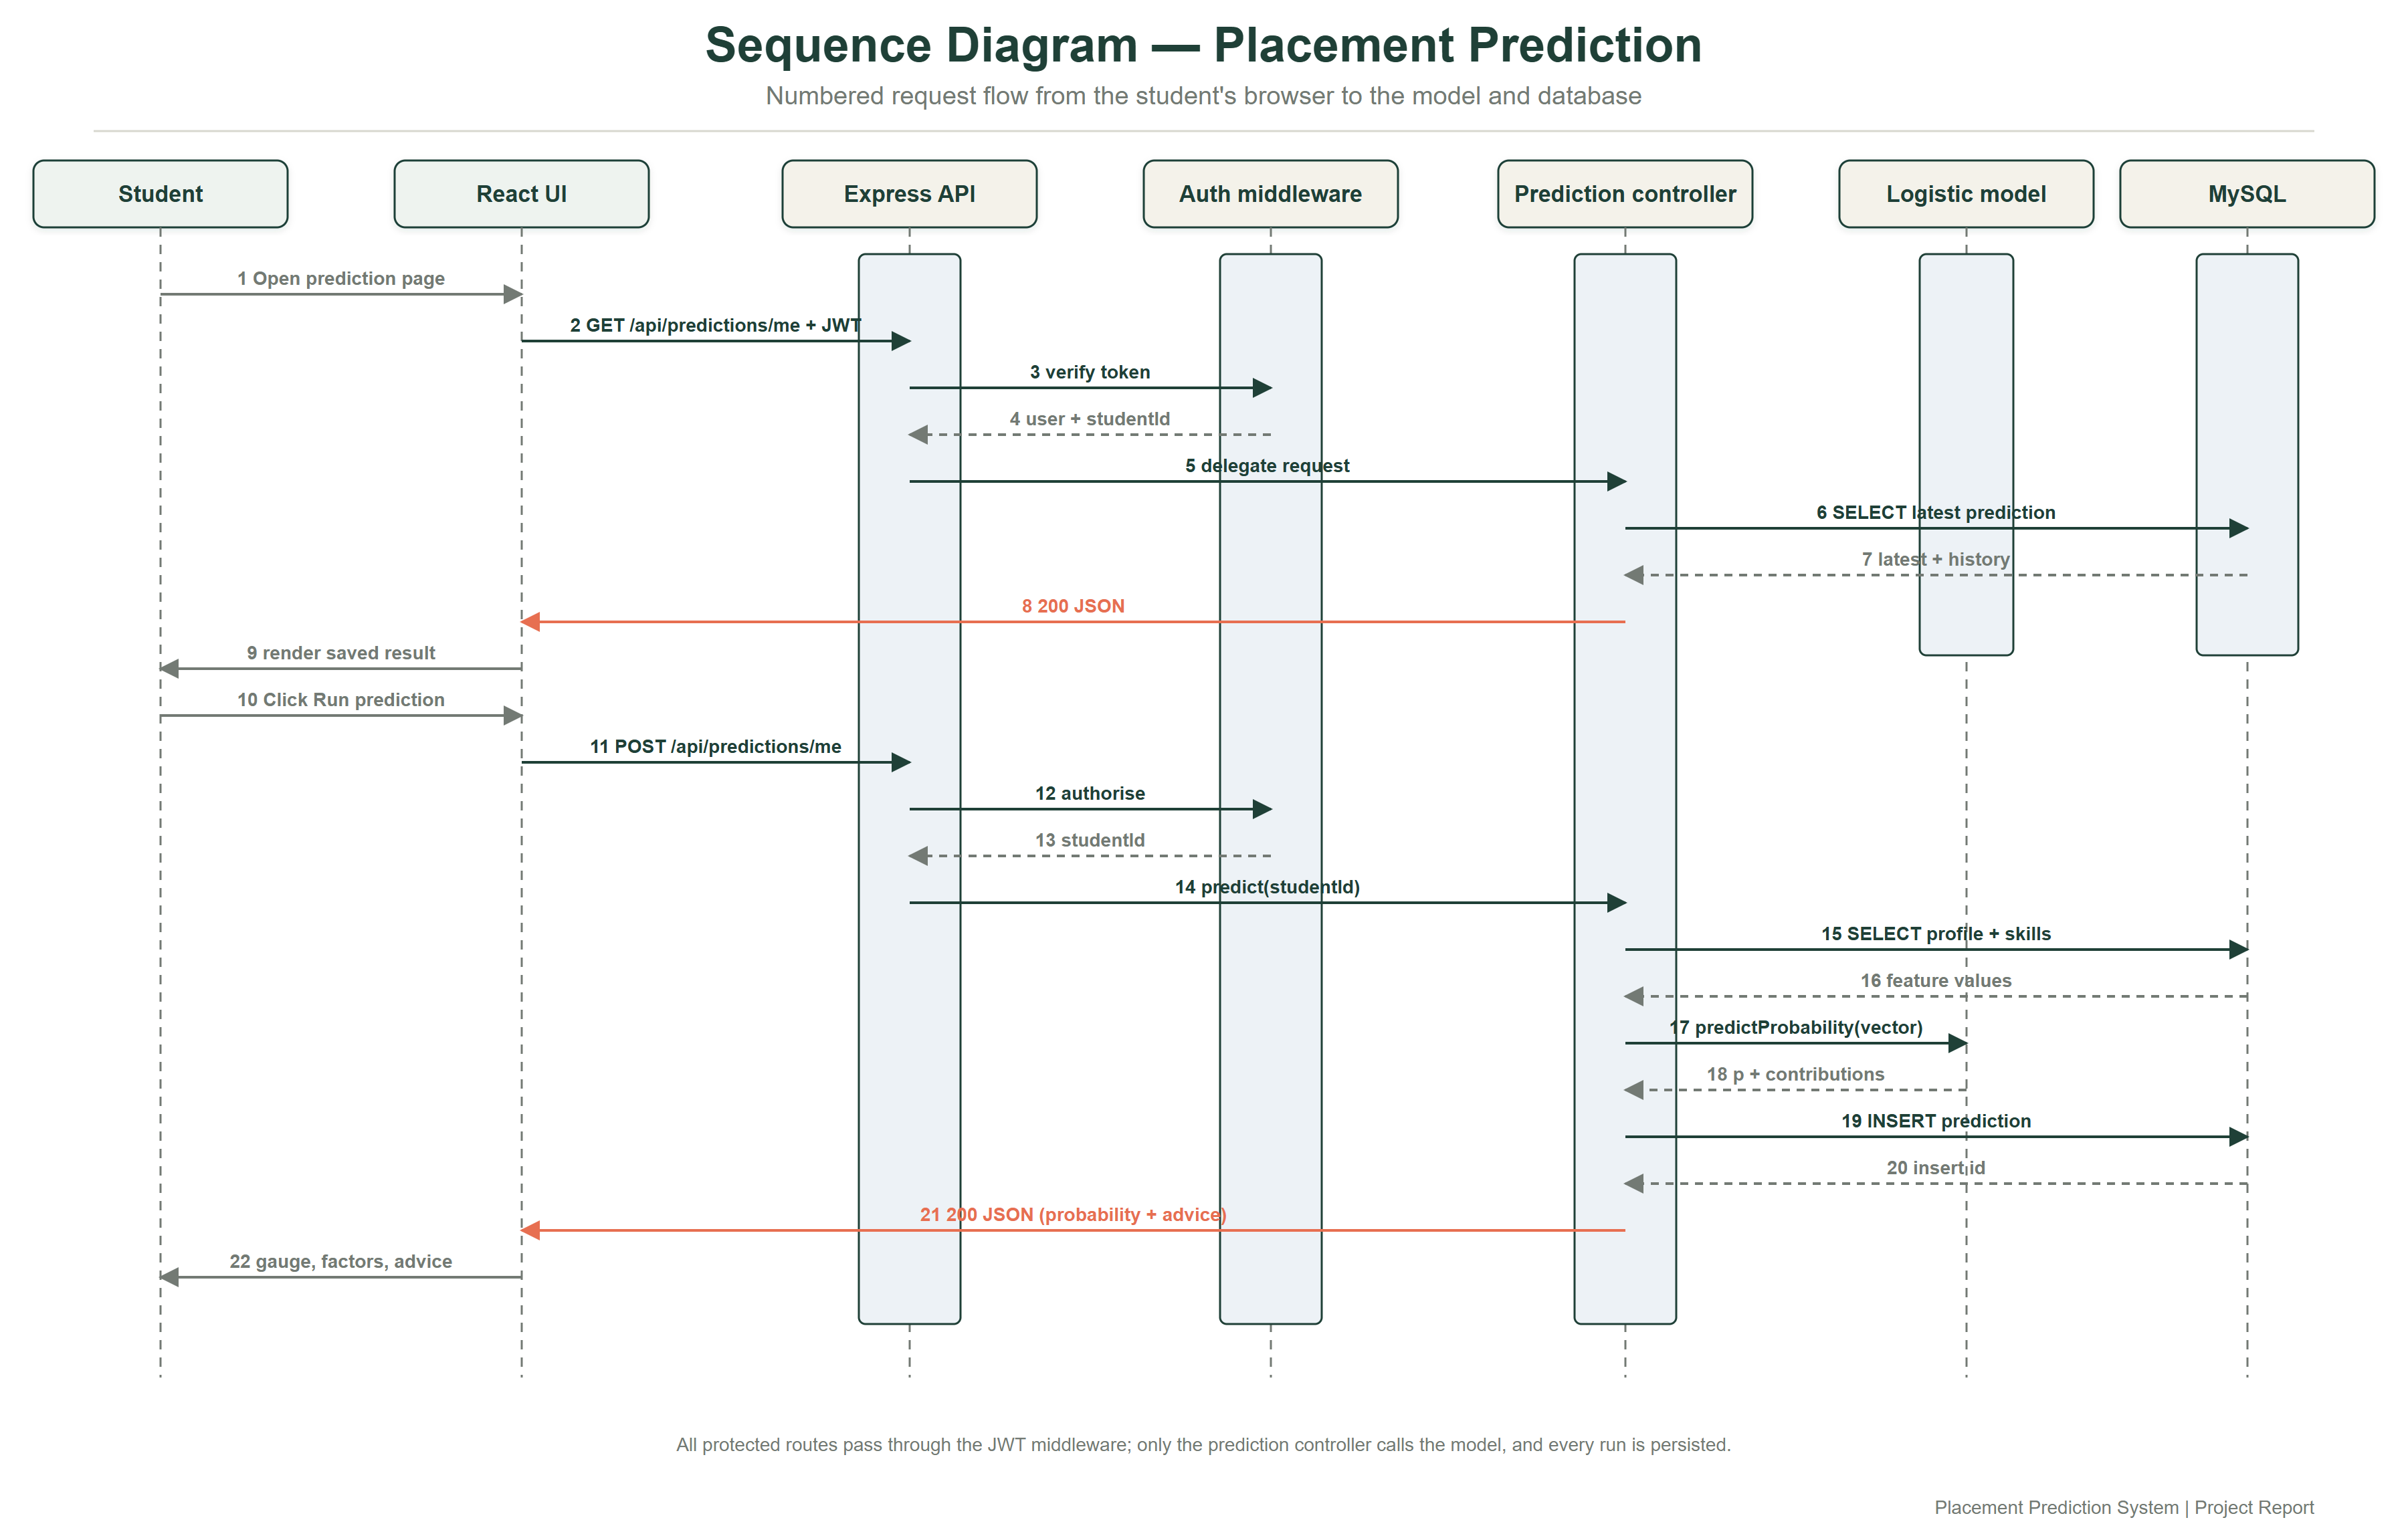 Sequence Diagram — Placement Prediction
Numbered request flow from the student's browser to the model and database
Student
React UI
Express API
Auth middleware
Prediction controller
Logistic model
MySQL
1 Open prediction page
2 GET /api/predictions/me + JWT
3 verify token
4 user + studentId
5 delegate request
6 SELECT latest prediction
7 latest + history
8 200 JSON
9 render saved result
10 Click Run prediction
11 POST /api/predictions/me
12 authorise
13 studentId
14 predict(studentId)
15 SELECT profile + skills
16 feature values
17 predictProbability(vector)
18 p + contributions
19 INSERT prediction
20 insert id
21 200 JSON (probability + advice)
22 gauge, factors, advice
All protected routes pass through the JWT middleware; only the prediction controller calls the model, and every run is persisted.
Placement Prediction System | Project Report